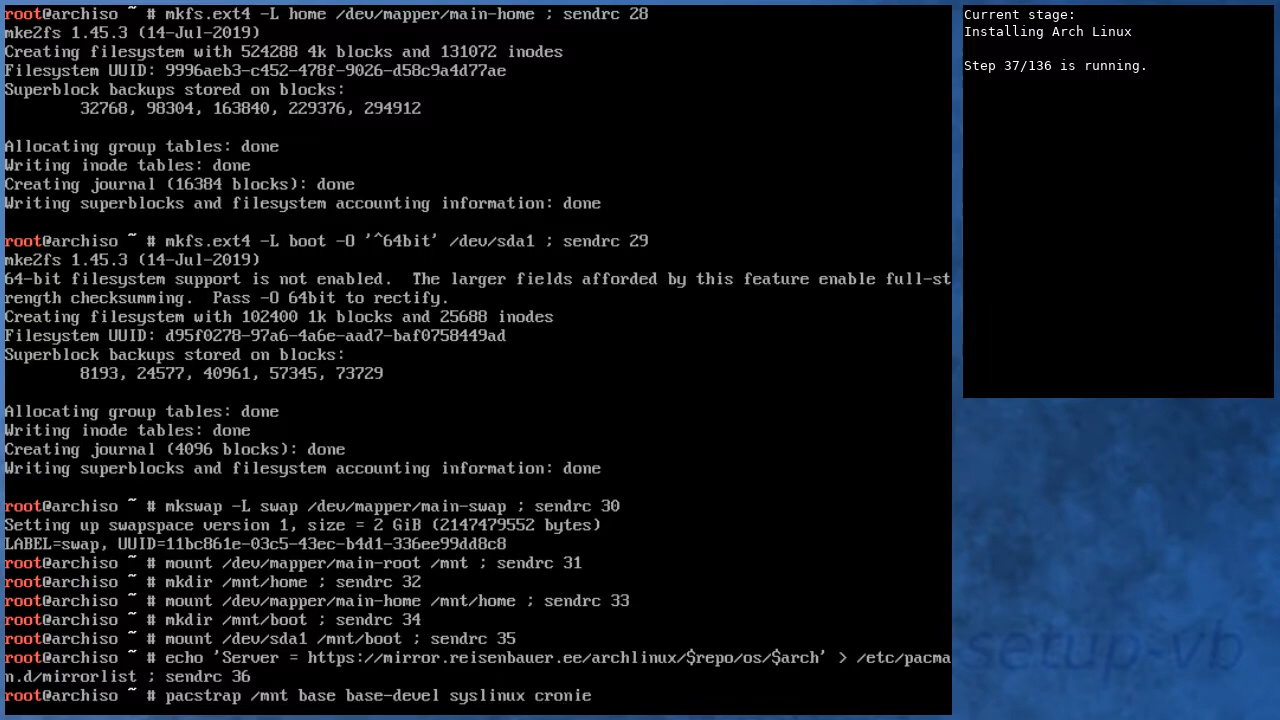 root@archiso ~ # mkfs.ext4 -L home /dev/mapper/main-home ; sendrc 28
mke2fs 1.45.3 (14-Jul-2019)
Creating filesystem with 524288 4k blocks and 131072 inodes
Filesystem UUID: 9996aeb3-c452-478f-9026-d58c9a4d77ae
Superblock backups stored on blocks:
        32768, 98304, 163840, 229376, 294912

Allocating group tables: done
Writing inode tables: done
Creating journal (16384 blocks): done
Writing superblocks and filesystem accounting information: done

root@archiso ~ # mkfs.ext4 -L boot -O '^64bit' /dev/sda1 ; sendrc 29
mke2fs 1.45.3 (14-Jul-2019)
64-bit filesystem support is not enabled.  The larger fields afforded by this feature enable full-st
rength checksumming.  Pass -O 64bit to rectify.
Creating filesystem with 102400 1k blocks and 25688 inodes
Filesystem UUID: d95f0278-97a6-4a6e-aad7-baf0758449ad
Superblock backups stored on blocks:
        8193, 24577, 40961, 57345, 73729

Allocating group tables: done
Writing inode tables: done
Creating journal (4096 blocks): done
Writing superblocks and filesystem accounting information: done

root@archiso ~ # mkswap -L swap /dev/mapper/main-swap ; sendrc 30
Setting up swapspace version 1, size = 2 GiB (2147479552 bytes)
LABEL=swap, UUID=11bc861e-03c5-43ec-b4d1-336ee99dd8c8
root@archiso ~ # mount /dev/mapper/main-root /mnt ; sendrc 31
root@archiso ~ # mkdir /mnt/home ; sendrc 32
root@archiso ~ # mount /dev/mapper/main-home /mnt/home ; sendrc 33
root@archiso ~ # mkdir /mnt/boot ; sendrc 34
root@archiso ~ # mount /dev/sda1 /mnt/boot ; sendrc 35
root@archiso ~ # echo 'Server = https://mirror.reisenbauer.ee/archlinux/$repo/os/$arch' > /etc/pacma
n.d/mirrorlist ; sendrc 36
root@archiso ~ # pacstrap /mnt base base-devel syslinux cronie
Current stage:
Installing Arch Linux

Step 37/136 is running.
setup-vb